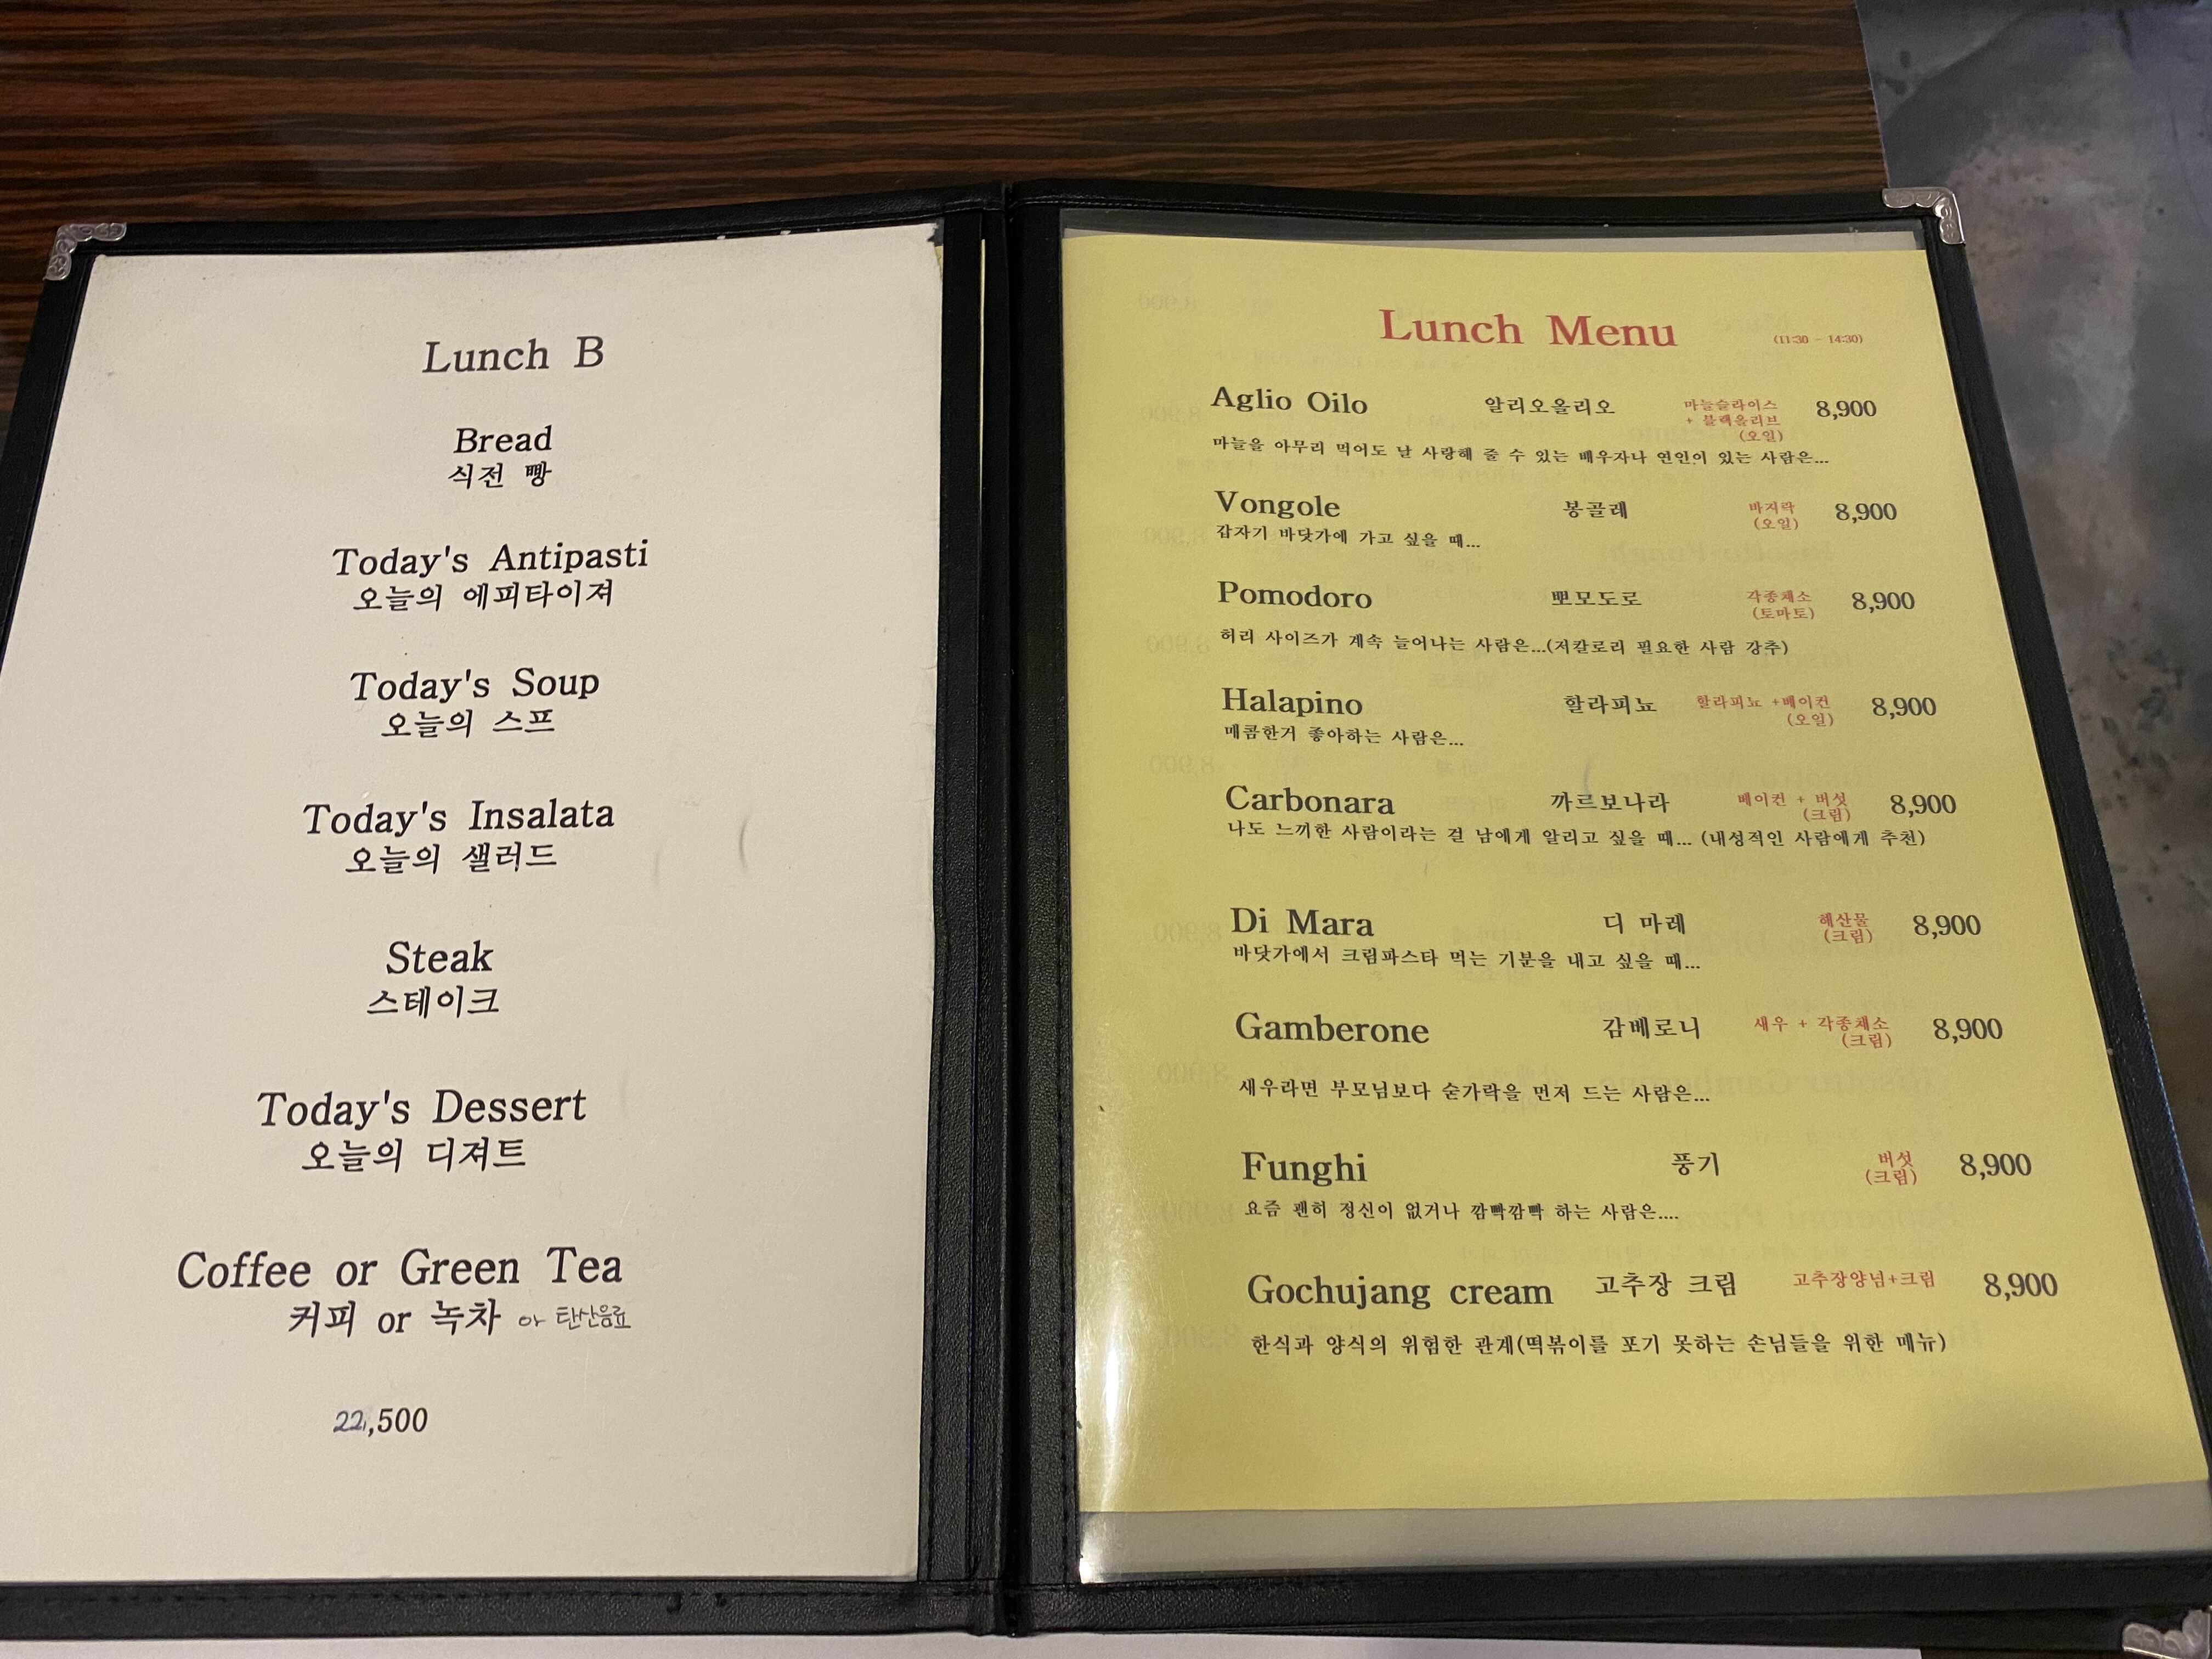 Lunch B
Bread
식전 빵
Today's Antipasti
오늘의 에피타이져
Today's Soup
오늘의 스프
Today's Insalata
오늘의 샐러드
Steak
스테이크
Today's Dessert
오늘의 디져트
Coffee or Green Tea
커피 or 녹차 or 탄산음료
22,500
Lunch Menu (11:30 - 14:30)
Aglio Oilo 알리오올리오 마늘슬라이스 8,900
+ 블랙올리브
(오일)
마늘을 아무리 먹어도 날 사랑해 줄 수 있는 배우자나 연인이 있는 사람은...
Vongole 봉골레 바지락 8,900
(오일)
갑자기 바닷가에 가고 싶을 때...
Pomodoro 뽀모도로 각종채소 8,900
(토마토)
허리 사이즈가 계속 늘어나는 사람은...(저칼로리 필요한 사람 강추)
Halapino 할라피뇨 할라피뇨 +베이컨 8,900
(오일)
매콤한거 좋아하는 사람은...
Carbonara 까르보나라 베이컨 + 버섯 8,900
(크림)
나도 느끼한 사람이라는 걸 남에게 알리고 싶을 때... (내성적인 사람에게 추천)
Di Mara 디 마레 해산물 8,900
(크림)
바닷가에서 크림파스타 먹는 기분을 내고 싶을 때...
Gamberone 감베로니 새우 + 각종채소 8,900
(크림)
새우라면 부모님보다 숟가락을 먼저 드는 사람은...
Funghi 풍기 버섯 8,900
(크림)
요즘 괜히 정신이 없거나 깜빡깜빡 하는 사람은....
Gochujang cream 고추장 크림 고추장양념+크림 8,900
한식과 양식의 위험한 관계(떡볶이를 포기 못하는 손님들을 위한 메뉴)